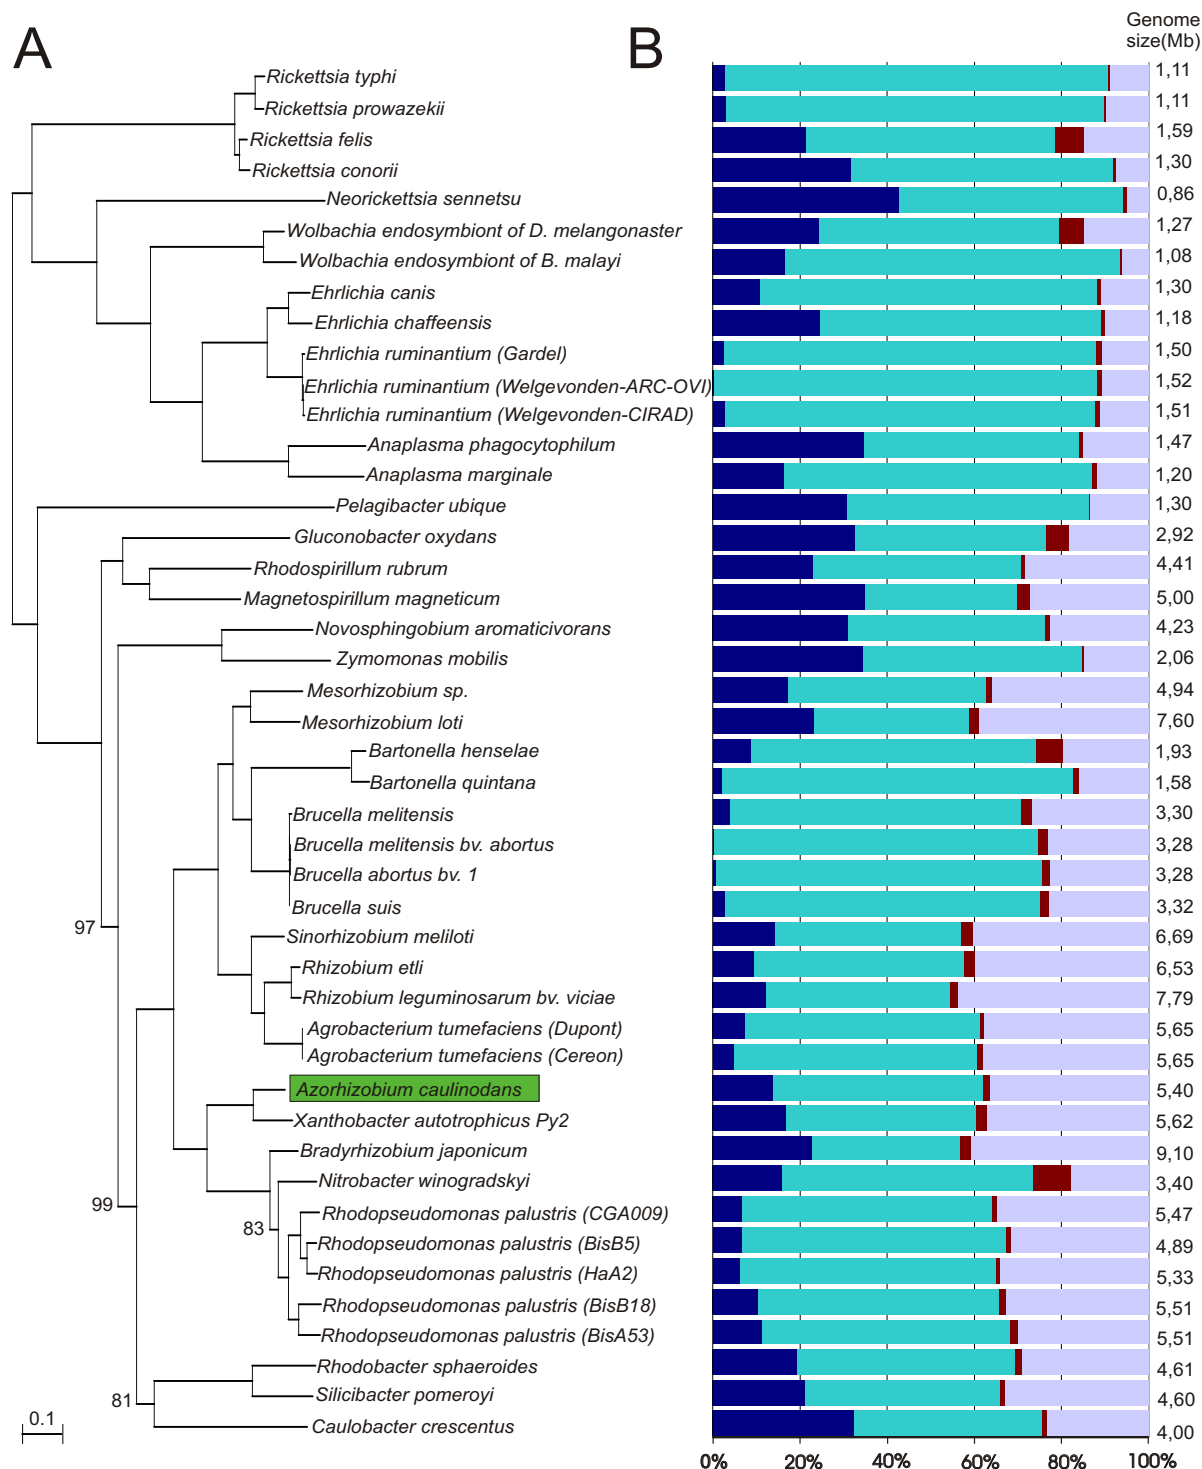 A
B
Genome
size(Mb)
Rickettsia typhi 1,11
Rickettsia prowazekii 1,11
Rickettsia felis 1,59
Rickettsia conorii 1,30
Neorickettsia sennetsu 0,86
Wolbachia endosymbiont of D. melangonaster 1,27
Wolbachia endosymbiont of B. malayi 1,08
Ehrlichia canis 1,30
Ehrlichia chaffeensis 1,18
Ehrlichia ruminantium (Gardel) 1,50
Ehrlichia ruminantium (Welgevonden-ARC-OVI) 1,52
Ehrlichia ruminantium (Welgevonden-CIRAD) 1,51
Anaplasma phagocytophilum 1,47
Anaplasma marginale 1,20
Pelagibacter ubique 1,30
Gluconobacter oxydans 2,92
Rhodospirillum rubrum 4,41
Magnetospirillum magneticum 5,00
Novosphingobium aromaticivorans 4,23
Zymomonas mobilis 2,06
Mesorhizobium sp. 4,94
Mesorhizobium loti 7,60
Bartonella henselae 1,93
Bartonella quintana 1,58
Brucella melitensis 3,30
Brucella melitensis bv. abortus 3,28
Brucella abortus bv. 1 3,28
Brucella suis 3,32
97
Sinorhizobium meliloti 6,69
Rhizobium etli 6,53
Rhizobium leguminosarum bv. viciae 7,79
Agrobacterium tumefaciens (Dupont) 5,65
Agrobacterium tumefaciens (Cereon) 5,65
Azorhizobium caulinodans 5,40
Xanthobacter autotrophicus Py2 5,62
Bradyrhizobium japonicum 9,10
Nitrobacter winogradskyi 3,40
99
Rhodopseudomonas palustris (CGA009) 5,47
83
Rhodopseudomonas palustris (BisB5) 4,89
Rhodopseudomonas palustris (HaA2) 5,33
Rhodopseudomonas palustris (BisB18) 5,51
Rhodopseudomonas palustris (BisA53) 5,51
Rhodobacter sphaeroides 4,61
Silicibacter pomeroyi 4,60
81
Caulobacter crescentus 4,00
0.1
0% 20% 40% 60% 80% 100%